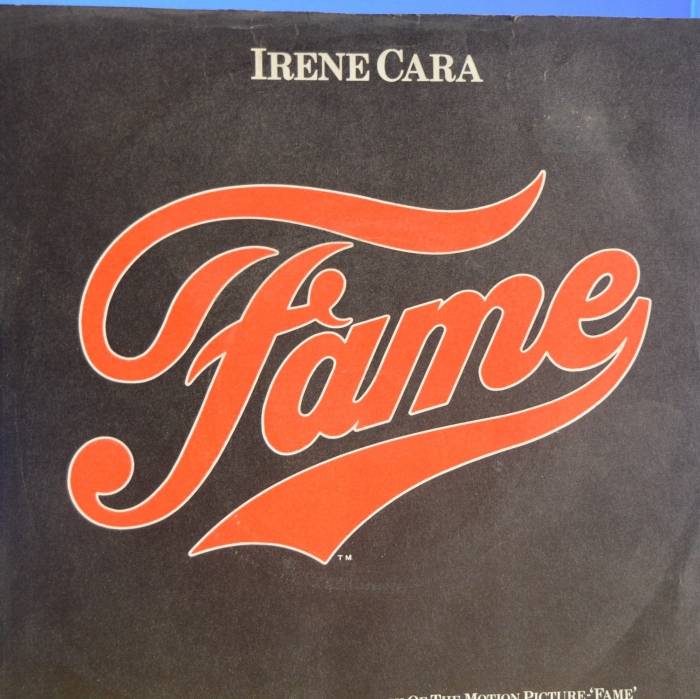 IRENE CARA
Fame
TM
OF THE MOTION PICTURE-'FAME'